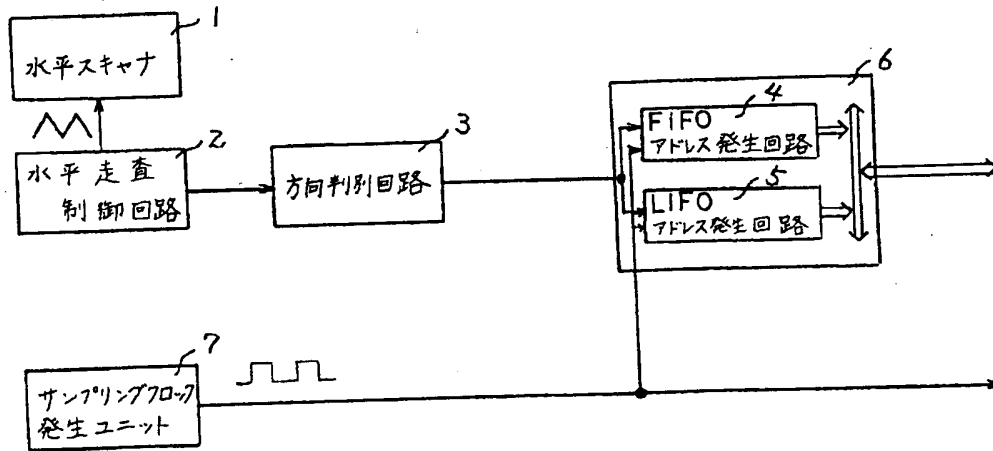 1
水平スキャナ
2
水平走査
制御回路
3
方向判別回路
6
4
FiFO
アドレス発生回路
5
LIFO
アドレス発生回路
7
サンプリングクロック
発生ユニット